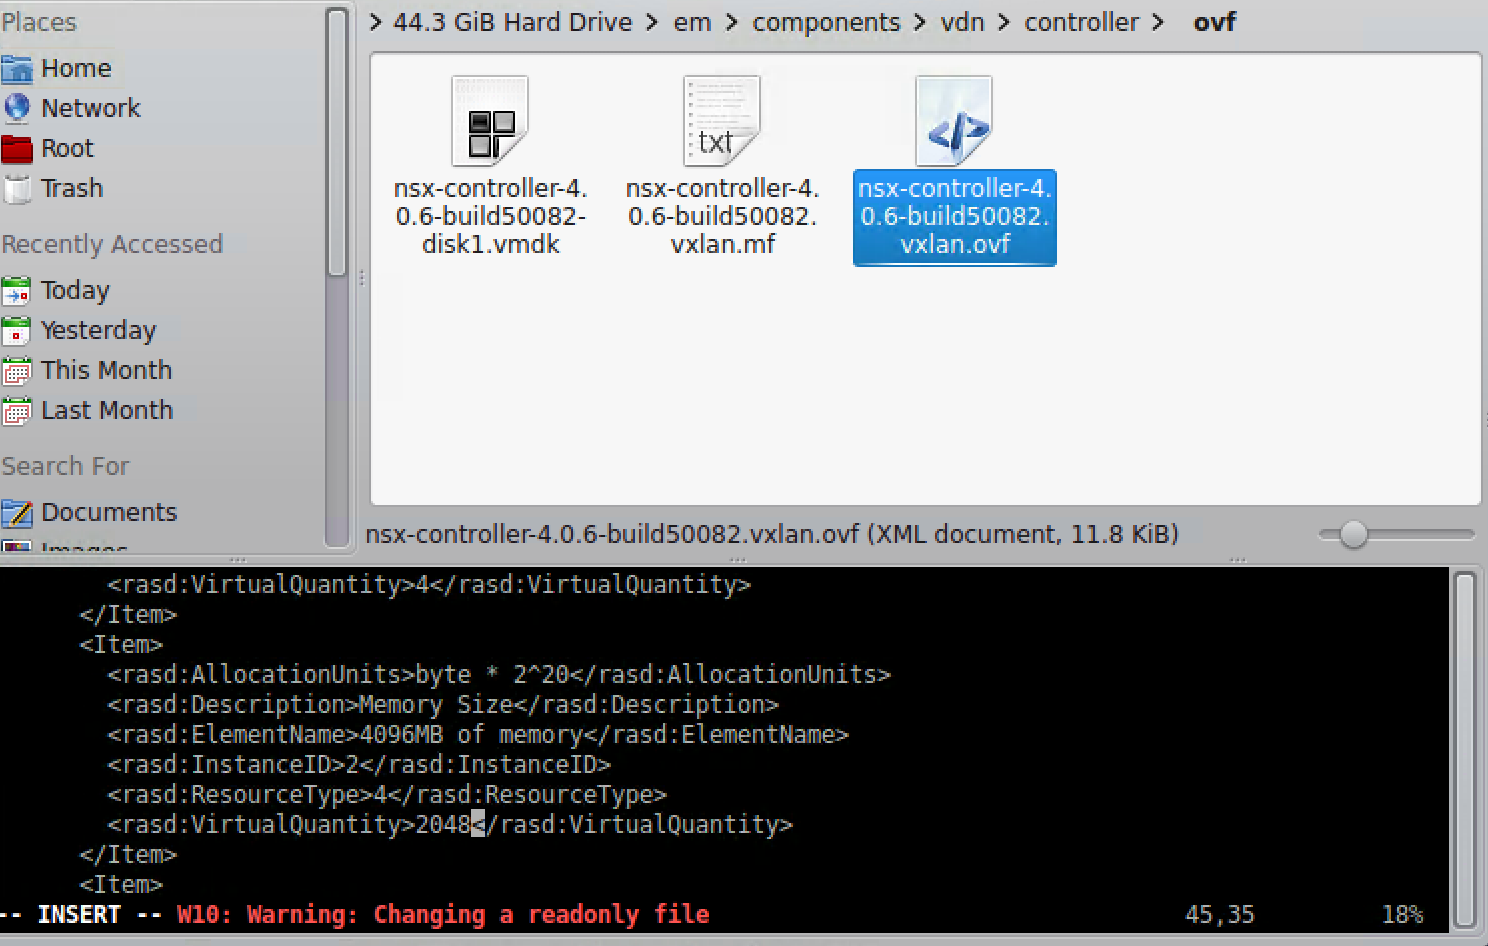 Places
Home
Network
Root
Trash
Recently Accessed
Today
Yesterday
This Month
Last Month
Search For
Documents
Images
> 44.3 GiB Hard Drive > em > components > vdn > controller > ovf
nsx-controller-4.
0.6-build50082-
disk1.vmdk
txt
nsx-controller-4.
0.6-build50082.
vxlan.mf
</>
nsx-controller-4.
0.6-build50082.
vxlan.ovf
nsx-controller-4.0.6-build50082.vxlan.ovf (XML document, 11.8 KiB)
<rasd:VirtualQuantity>4</rasd:VirtualQuantity>
</Item>
<Item>
<rasd:AllocationUnits>byte * 2^20</rasd:AllocationUnits>
<rasd:Description>Memory Size</rasd:Description>
<rasd:ElementName>4096MB of memory</rasd:ElementName>
<rasd:InstanceID>2</rasd:InstanceID>
<rasd:ResourceType>4</rasd:ResourceType>
<rasd:VirtualQuantity>2048</rasd:VirtualQuantity>
</Item>
<Item>
-- INSERT -- W10: Warning: Changing a readonly file 45,35 18%